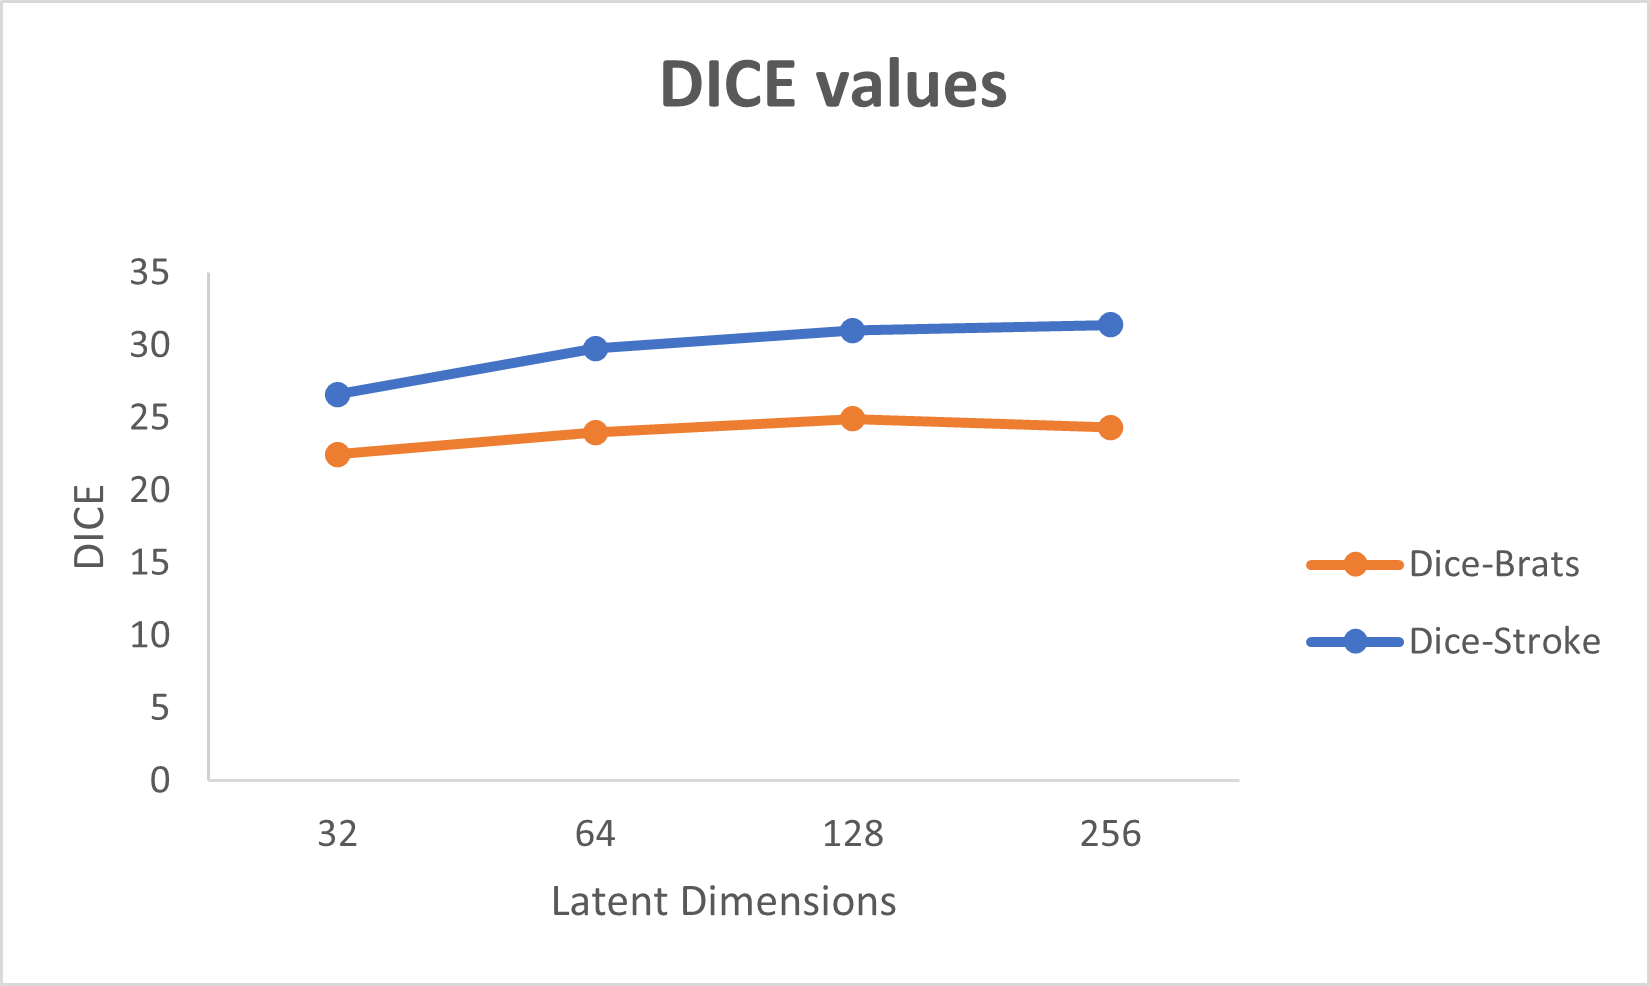 DICE values
35
30
25
20
15
10
5
0
DICE
32 64 128 256
Latent Dimensions
Dice-Brats
Dice-Stroke